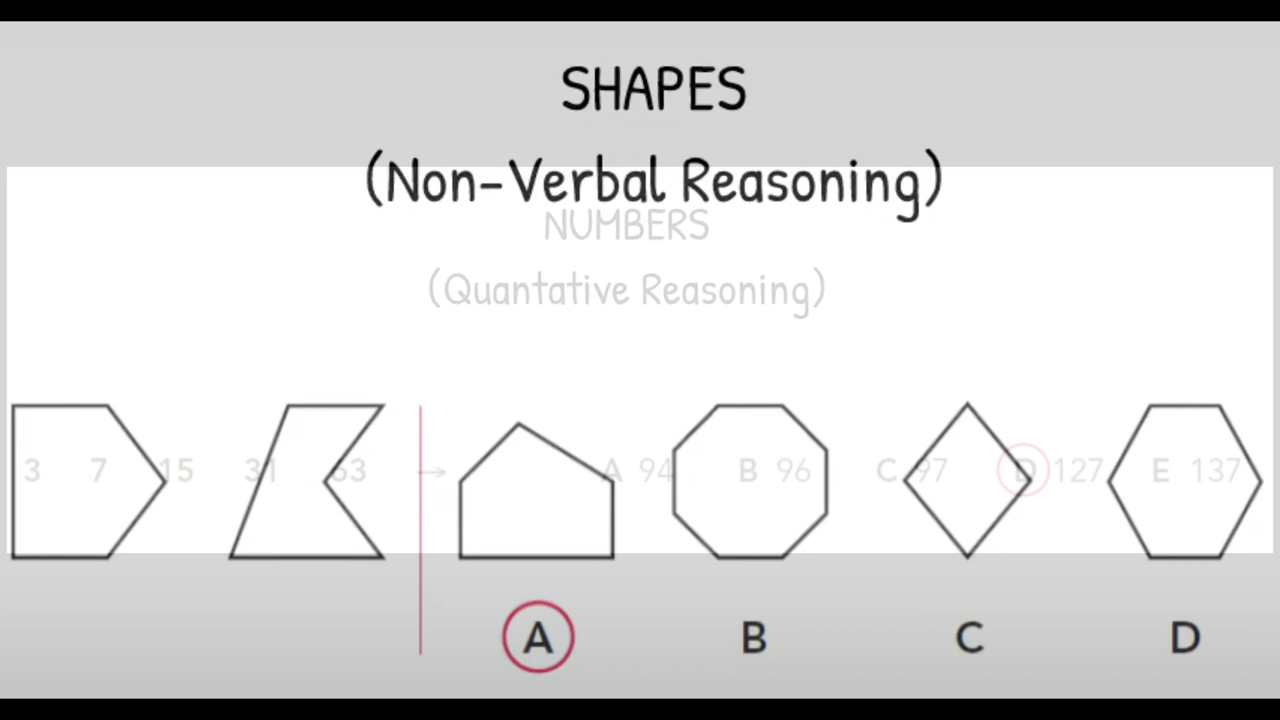 SHAPES
(Non-Verbal Reasoning)
NUMBERS
(Quantative Reasoning)
3 7 15 31 63 → A 94 B 96 C 97 D 127 E 137
A B C D